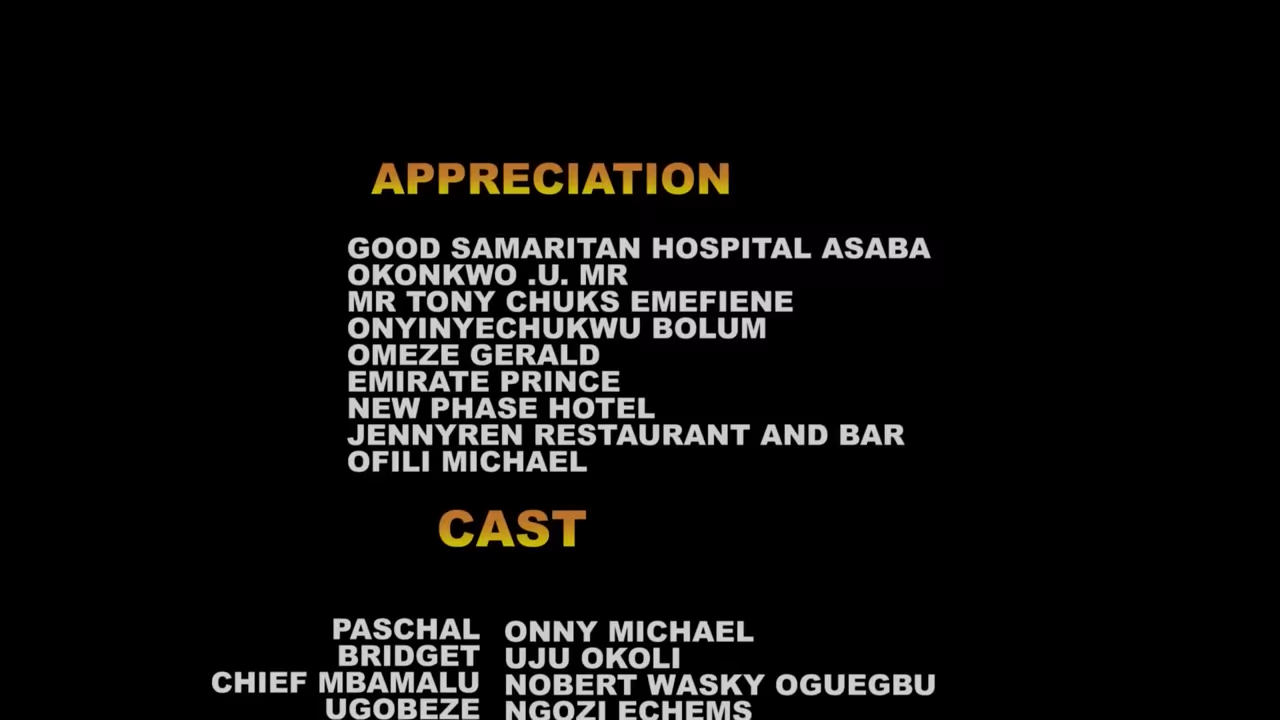 APPRECIATION
GOOD SAMARITAN HOSPITAL ASABA
OKONKWO .U. MR
MR TONY CHUKS EMEFIENE
ONYINYECHUKWU BOLUM
OMEZE GERALD
EMIRATE PRINCE
NEW PHASE HOTEL
JENNYREN RESTAURANT AND BAR
OFILI MICHAEL
CAST
PASCHAL ONNY MICHAEL
BRIDGET UJU OKOLI
CHIEF MBAMALU NOBERT WASKY OGUEGBU
UGOBEZE NGOZI ECHEMS